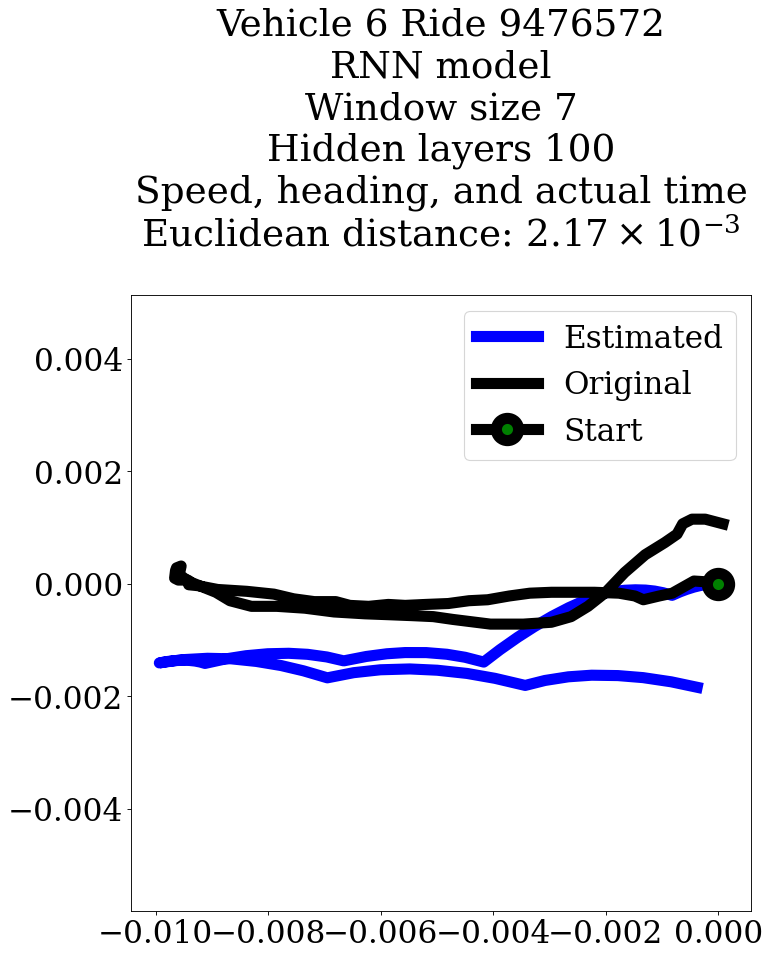 Vehicle 6 Ride 9476572
RNN model
Window size 7
Hidden layers 100
Speed, heading, and actual time
Euclidean distance: 2.17 × 10⁻³
Estimated
Original
Start
0.004
0.002
0.000
−0.002
−0.004
−0.010 −0.008 −0.006 −0.004 −0.002 0.000